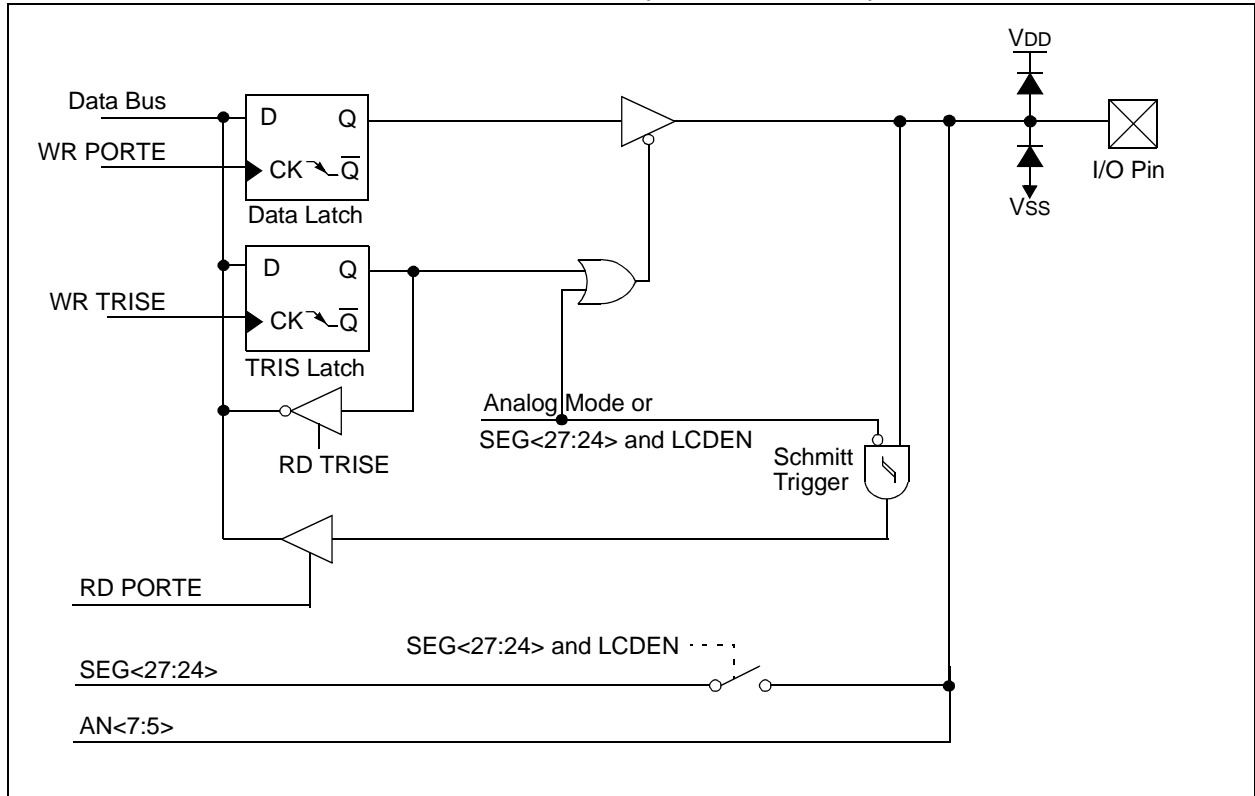 VDD
Data Bus
D Q
WR PORTE
CK Q
I/O Pin
Data Latch
VSS
D Q
WR TRISE
CK Q
TRIS Latch
Analog Mode or
SEG<27:24> and LCDEN
RD TRISE
Schmitt
Trigger
RD PORTE
SEG<27:24> and LCDEN
SEG<27:24>
AN<7:5>